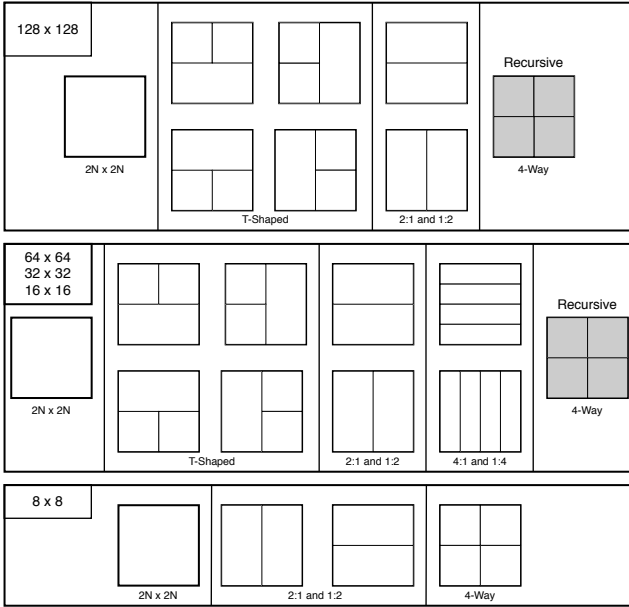 128 x 128
Recursive
2N x 2N
4-Way
T-Shaped
2:1 and 1:2
64 x 64
32 x 32
16 x 16
Recursive
2N x 2N
4-Way
T-Shaped
2:1 and 1:2
4:1 and 1:4
8 x 8
2N x 2N
2:1 and 1:2
4-Way